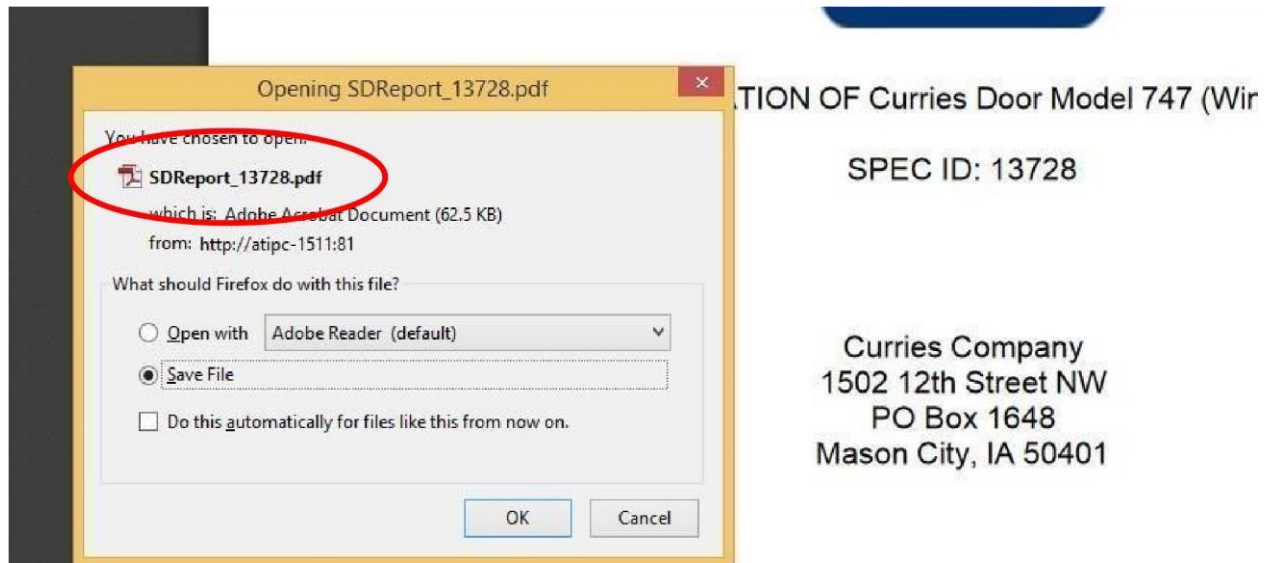 Opening SDReport_13728.pdf
You have chosen to open:
SDReport_13728.pdf
which is: Adobe Acrobat Document (62.5 KB)
from: http://atipc-1511:81
What should Firefox do with this file?
Open with Adobe Reader (default)
Save File
Do this automatically for files like this from now on.
OK Cancel
TION OF Curries Door Model 747 (Wir
SPEC ID: 13728
Curries Company
1502 12th Street NW
PO Box 1648
Mason City, IA 50401